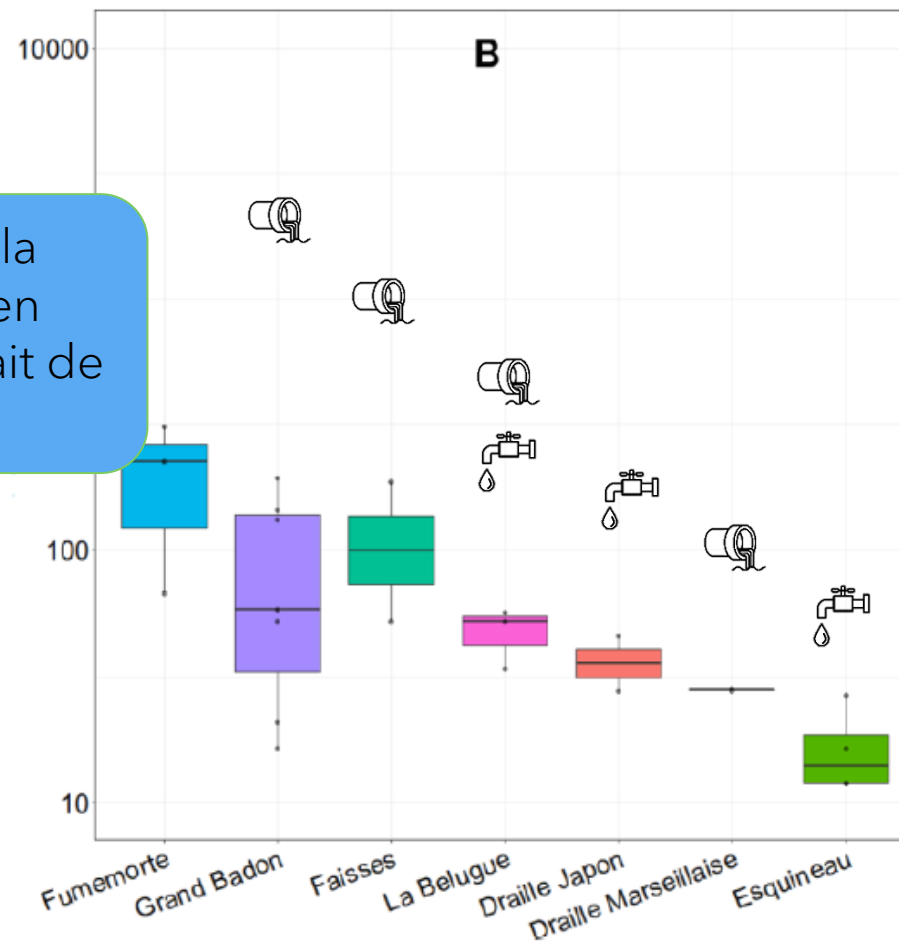 10000
B
la
en
ait de
100
10
Fumemorte
Grand Badon
Faisses
La Belugue
Draille Japon
Draille Marseillaise
Esquineau